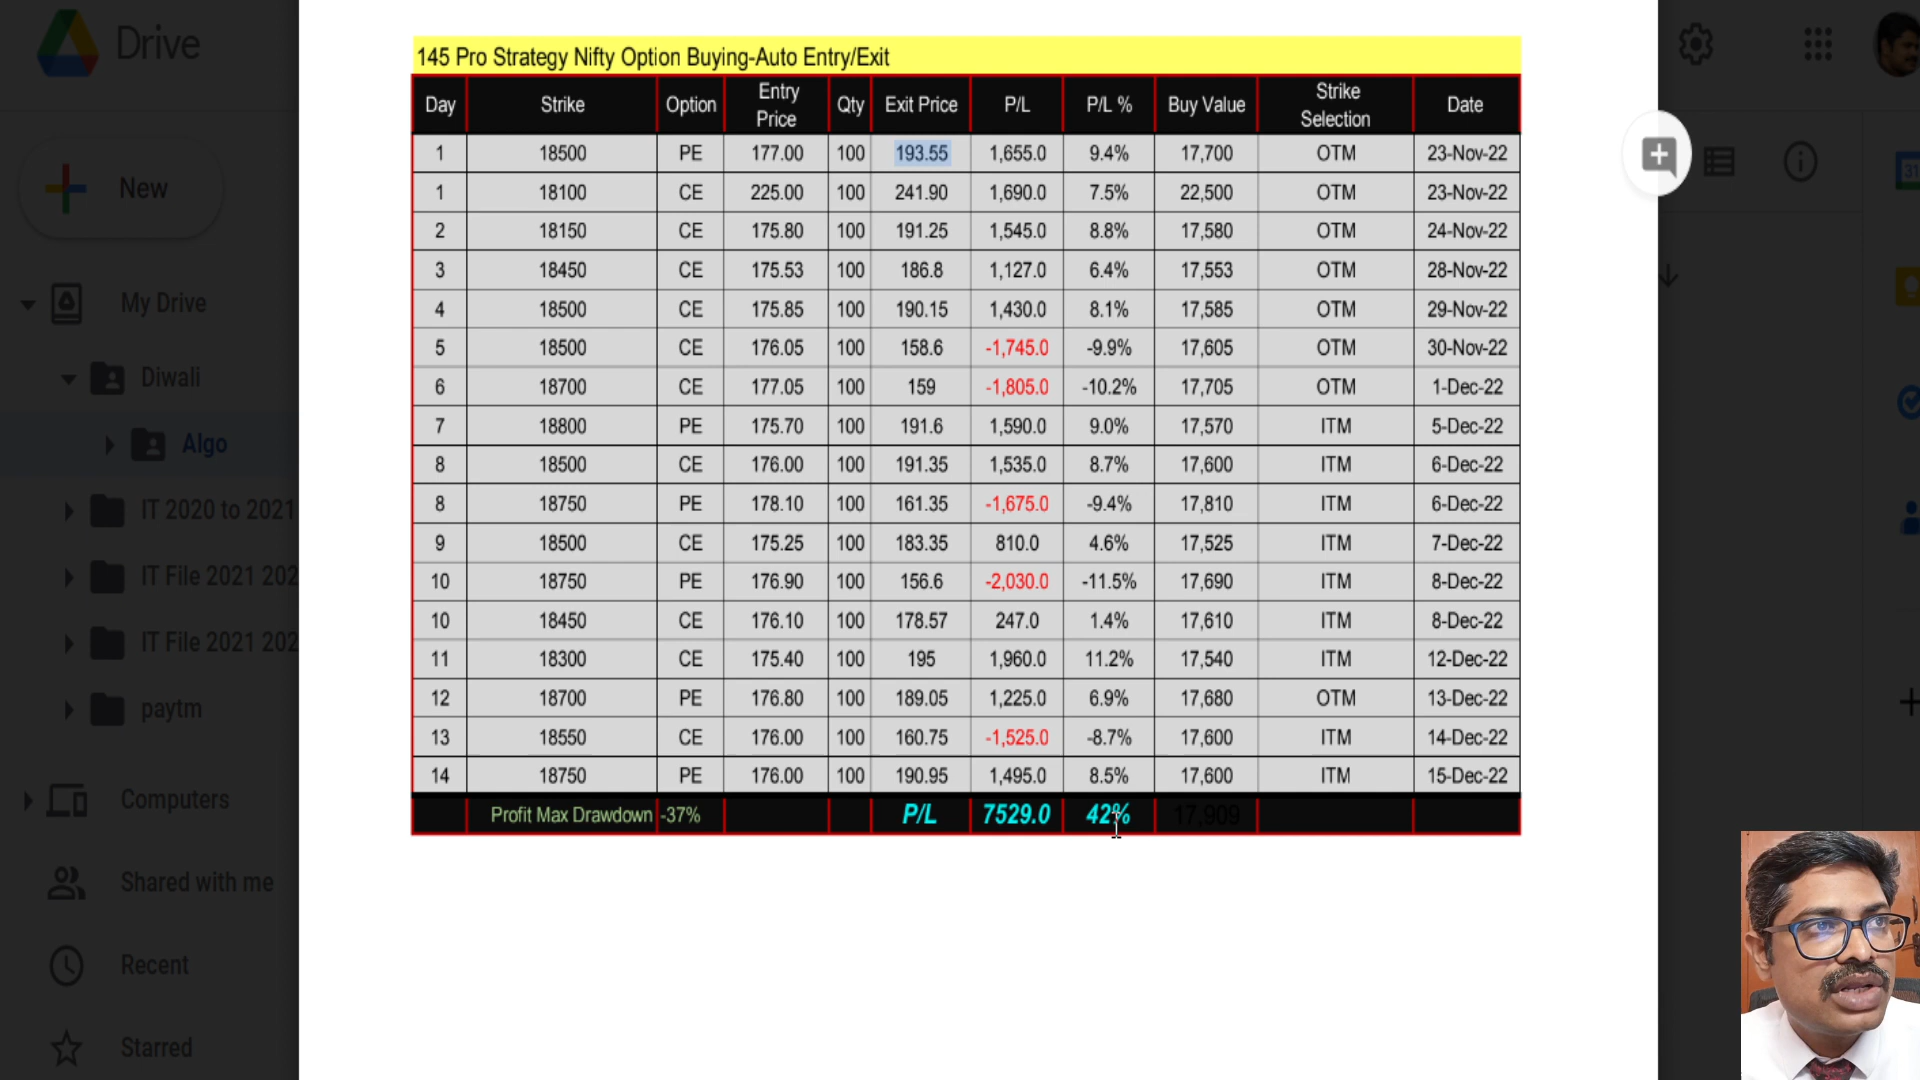 Drive
145 Pro Strategy Nifty Option Buying-Auto Entry/Exit
Day Strike Option Entry Price Qty Exit Price P/L P/L % Buy Value Strike Selection Date
1 18500 PE 177.00 100 193.55 1,655.0 9.4% 17,700 OTM 23-Nov-22
1 18100 CE 225.00 100 241.90 1,690.0 7.5% 22,500 OTM 23-Nov-22
2 18150 CE 175.80 100 191.25 1,545.0 8.8% 17,580 OTM 24-Nov-22
3 18450 CE 175.53 100 186.8 1,127.0 6.4% 17,553 OTM 28-Nov-22
4 18500 CE 175.85 100 190.15 1,430.0 8.1% 17,585 OTM 29-Nov-22
5 18500 CE 176.05 100 158.6 -1,745.0 -9.9% 17,605 OTM 30-Nov-22
6 18700 CE 177.05 100 159 -1,805.0 -10.2% 17,705 OTM 1-Dec-22
7 18800 PE 175.70 100 191.6 1,590.0 9.0% 17,570 ITM 5-Dec-22
8 18500 CE 176.00 100 191.35 1,535.0 8.7% 17,600 ITM 6-Dec-22
8 18750 PE 178.10 100 161.35 -1,675.0 -9.4% 17,810 ITM 6-Dec-22
9 18500 CE 175.25 100 183.35 810.0 4.6% 17,525 ITM 7-Dec-22
10 18750 PE 176.90 100 156.6 -2,030.0 -11.5% 17,690 ITM 8-Dec-22
10 18450 CE 176.10 100 178.57 247.0 1.4% 17,610 ITM 8-Dec-22
11 18300 CE 175.40 100 195 1,960.0 11.2% 17,540 ITM 12-Dec-22
12 18700 PE 176.80 100 189.05 1,225.0 6.9% 17,680 OTM 13-Dec-22
13 18550 CE 176.00 100 160.75 -1,525.0 -8.7% 17,600 ITM 14-Dec-22
14 18750 PE 176.00 100 190.95 1,495.0 8.5% 17,600 ITM 15-Dec-22
Profit Max Drawdown -37% P/L 7529.0 42% 17,909
New
My Drive
Diwali
Algo
IT 2020 to 2021
IT File 2021 202
IT File 2021 202
paytm
Computers
Shared with me
Recent
Starred
31